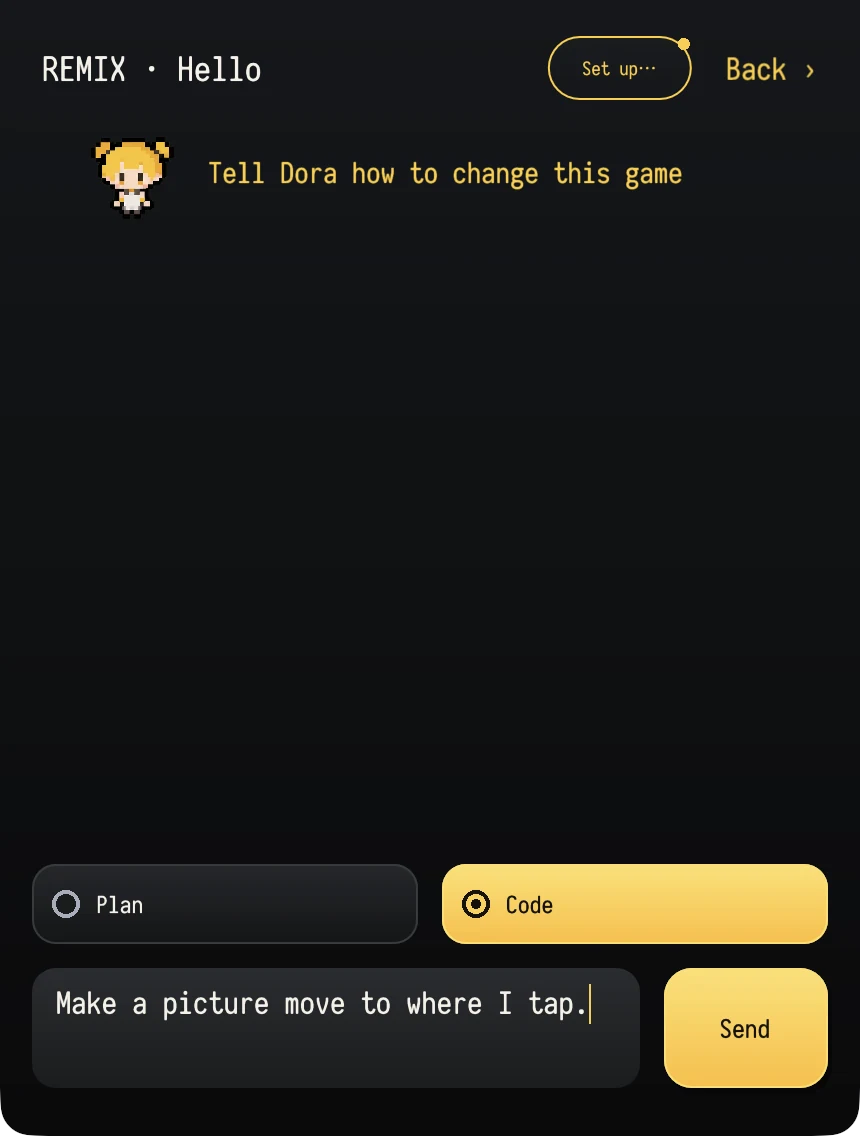 REMIX · Hello
Set up···
Back ›
Tell Dora how to change this game
Plan
Code
Make a picture move to where I tap.
Send